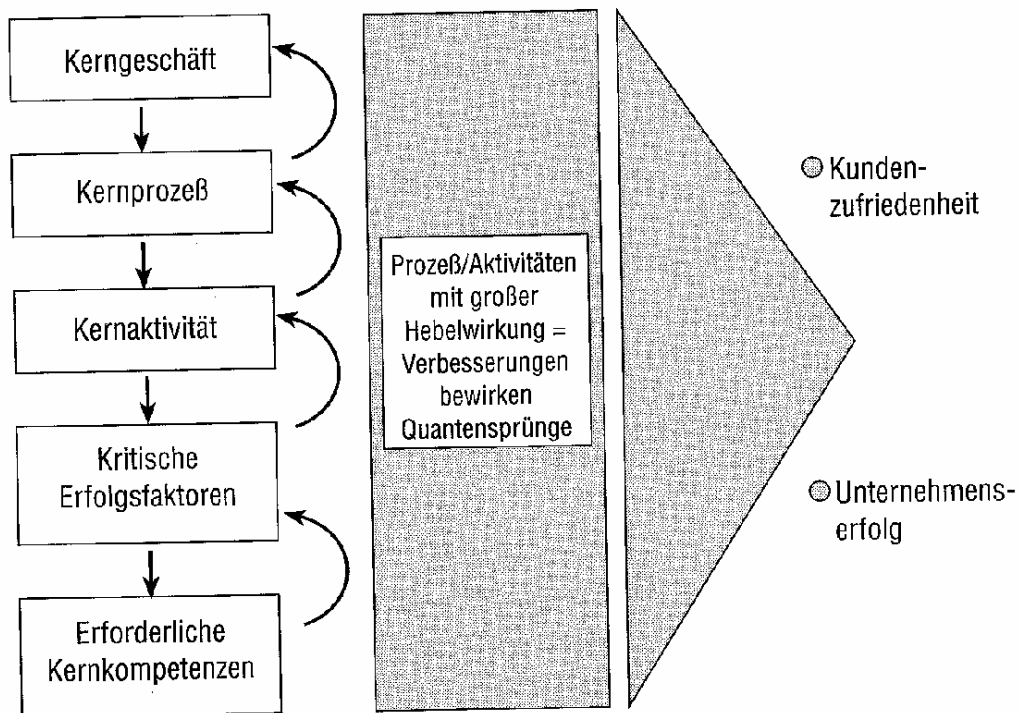 Kerngeschäft
Kernprozeß
Kernaktivität
Kritische
Erfolgsfaktoren
Erforderliche
Kernkompetenzen
Prozeß/Aktivitäten
mit großer
Hebelwirkung =
Verbesserungen
bewirken
Quantensprünge
Kunden-
zufriedenheit
Unternehmens-
erfolg